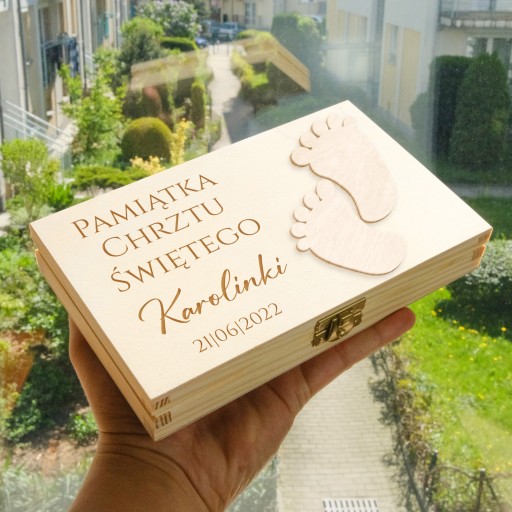 PAMIĄTKA
CHRZTU
ŚWIĘTEGO
Karolinki
21|06|2022